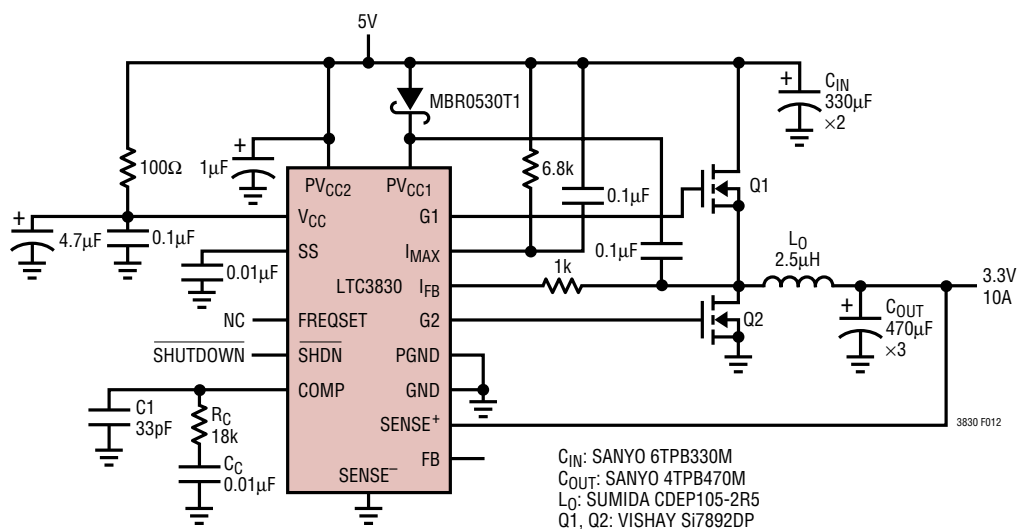 5V
MBR0530T1
+
C_IN
330µF
×2
+
1µF
100Ω
6.8k
0.1µF
Q1
PV_CC2
PV_CC1
V_CC
G1
+
4.7µF
0.1µF
SS
I_MAX
0.1µF
0.01µF
LTC3830
I_FB
1k
L_O
2.5µH
3.3V
10A
NC
FREQSET
G2
Q2
+
C_OUT
470µF
×3
SHUTDOWN
SHDN
PGND
COMP
GND
C1
33pF
R_C
18k
SENSE+
3830 F012
C_C
0.01µF
FB
SENSE–
C_IN: SANYO 6TPB330M
C_OUT: SANYO 4TPB470M
L_O: SUMIDA CDEP105-2R5
Q1, Q2: VISHAY Si7892DP